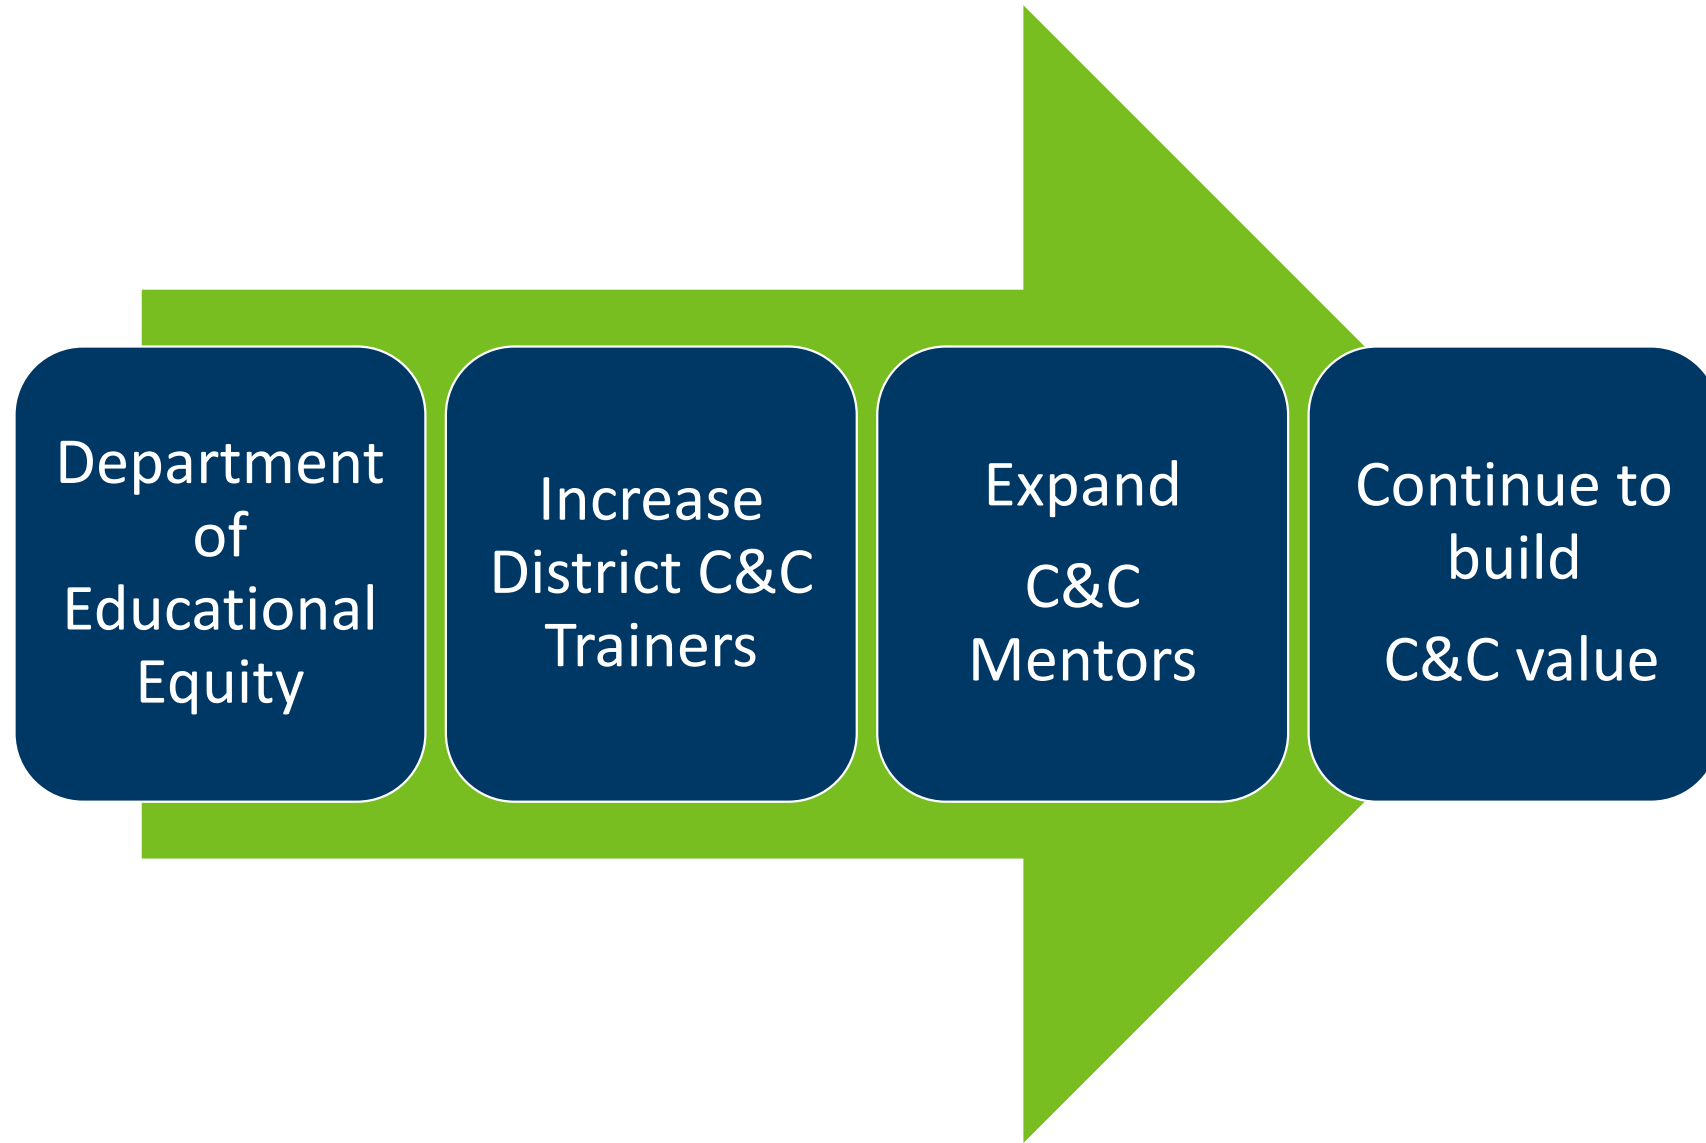 Department
of
Educational
Equity
Increase
District C&C
Trainers
Expand
C&C
Mentors
Continue to
build
C&C value